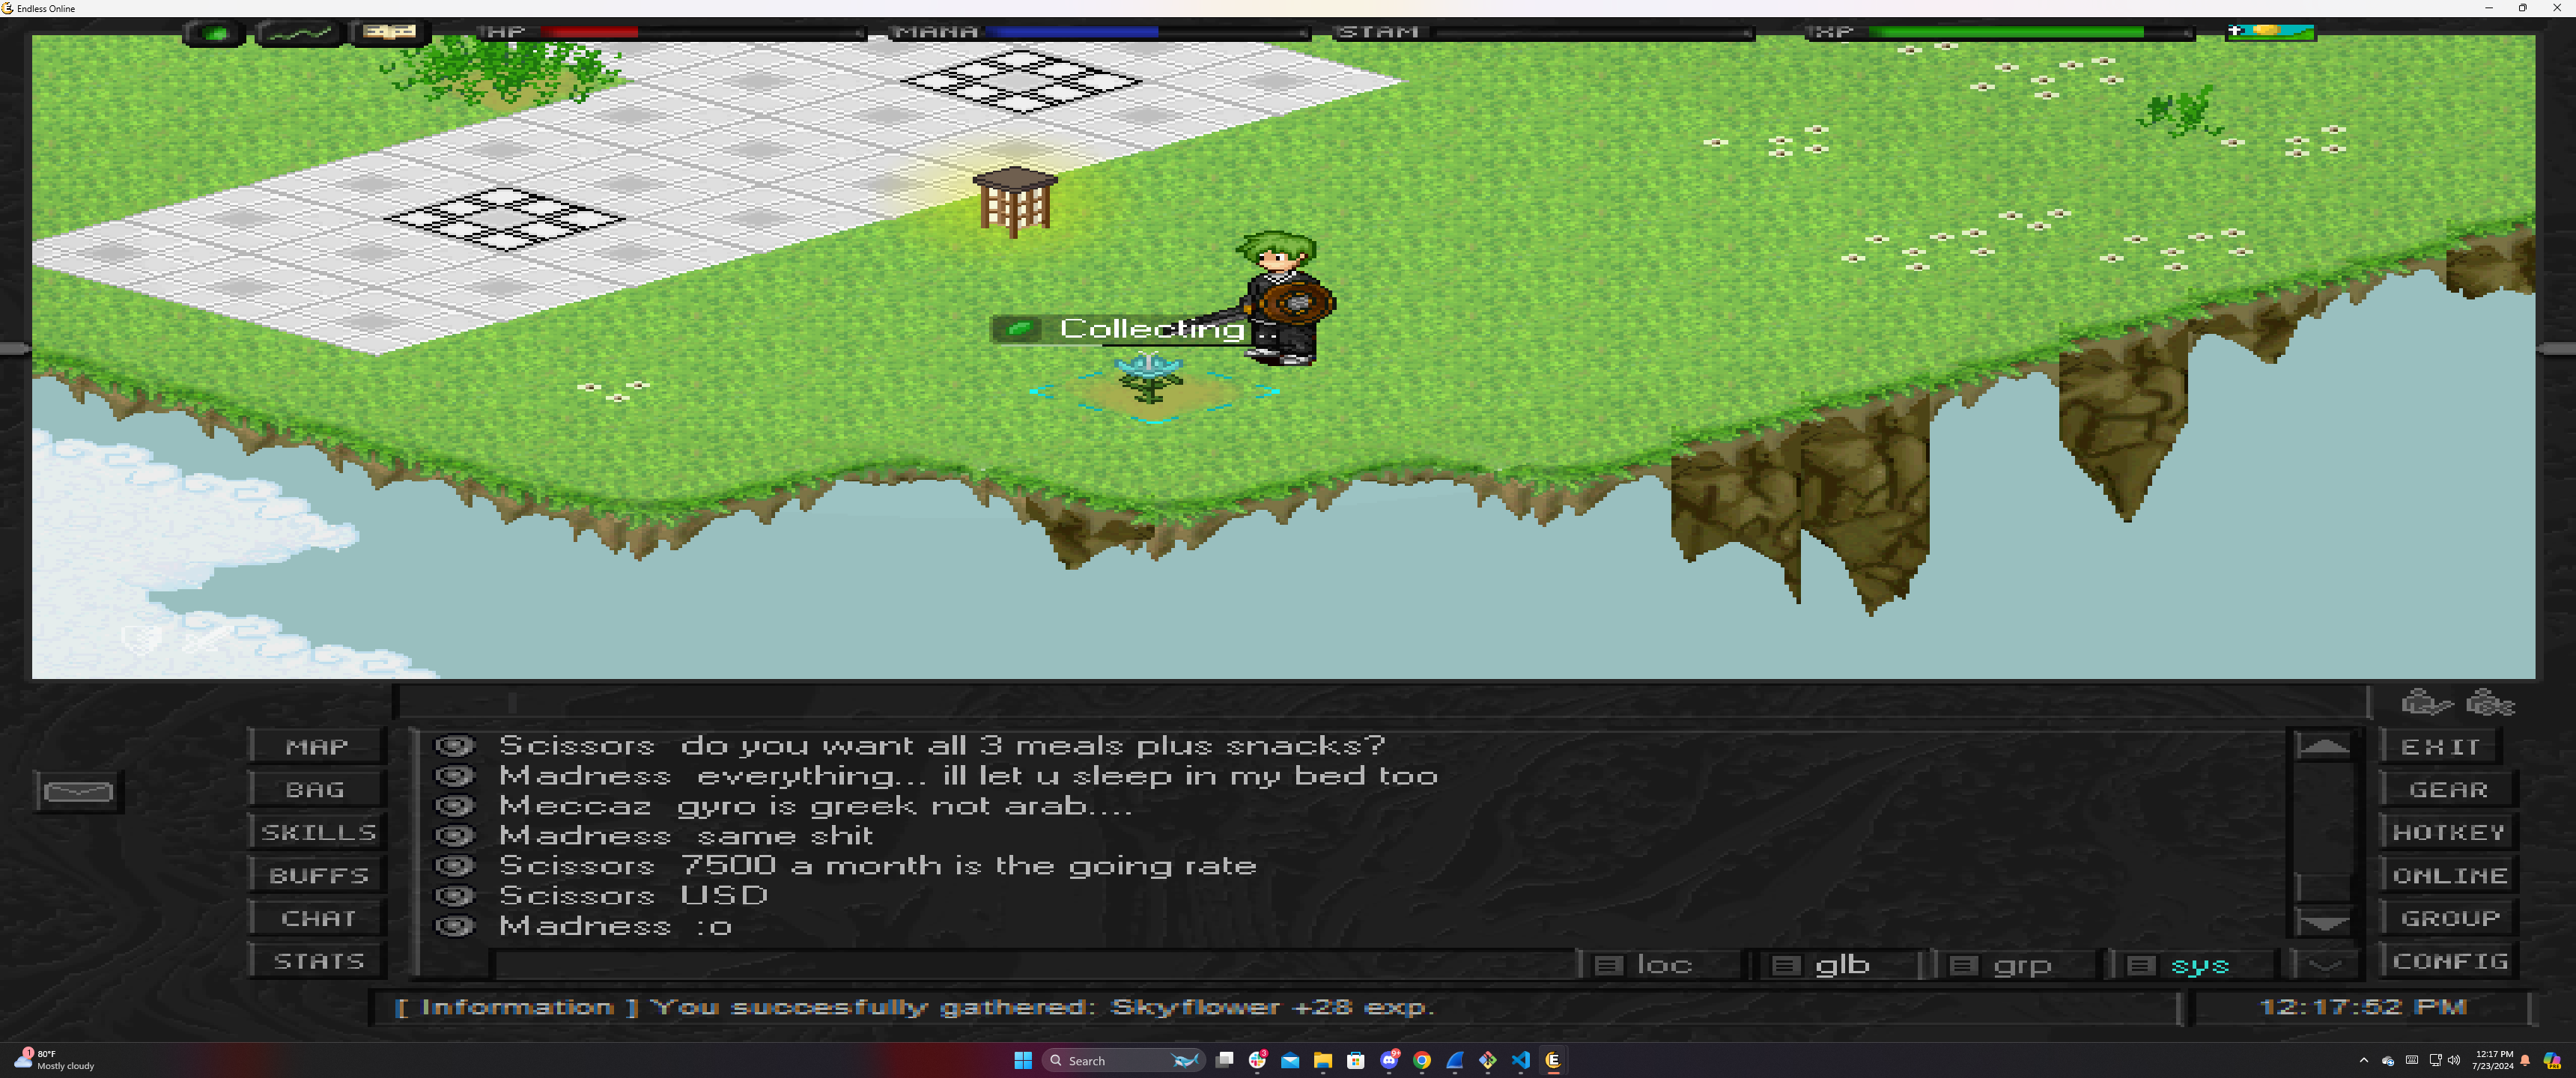 Endless Online
HP
MANA
STAM
XP
Collecting..
Scissors do you want all 3 meals plus snacks?
Madness everything... ill let u sleep in my bed too
Meccaz gyro is greek not arab....
Madness same shit
Scissors 7500 a month is the going rate
Scissors USD
Madness :o
MAP
BAG
SKILLS
BUFFS
CHAT
STATS
EXIT
GEAR
HOTKEY
ONLINE
GROUP
CONFIG
loc
glb
grp
sys
[ Information ] You succesfully gathered: Skyflower +28 exp.
12:17:52 PM
1
80°F
Mostly cloudy
Search
3
9+
12:17 PM
7/23/2024